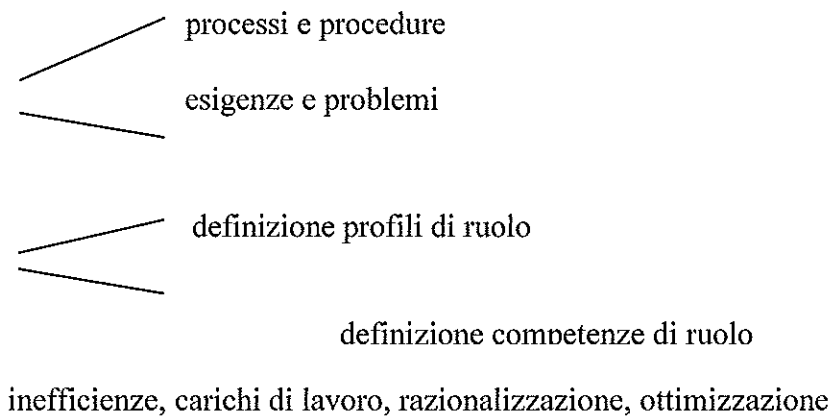 processi e procedure
esigenze e problemi
definizione profili di ruolo
definizione competenze di ruolo
inefficienze, carichi di lavoro, razionalizzazione, ottimizzazione